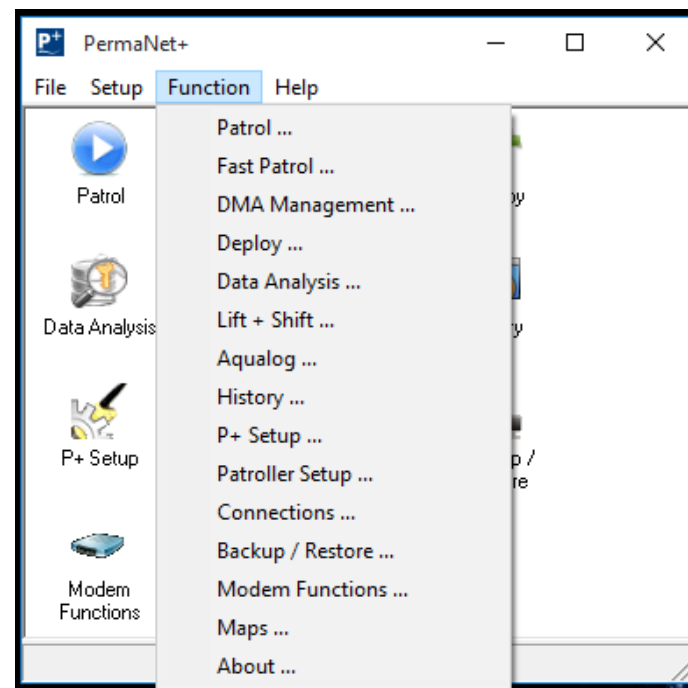 P+ PermaNet+
File Setup Function Help
Patrol ...
Fast Patrol ...
DMA Management ...
Deploy ...
Data Analysis ...
Lift + Shift ...
Aqualog ...
History ...
P+ Setup ...
Patroller Setup ...
Connections ...
Backup / Restore ...
Modem Functions ...
Maps ...
About ...
Patrol
Data Analysis
P+ Setup
Modem
Functions